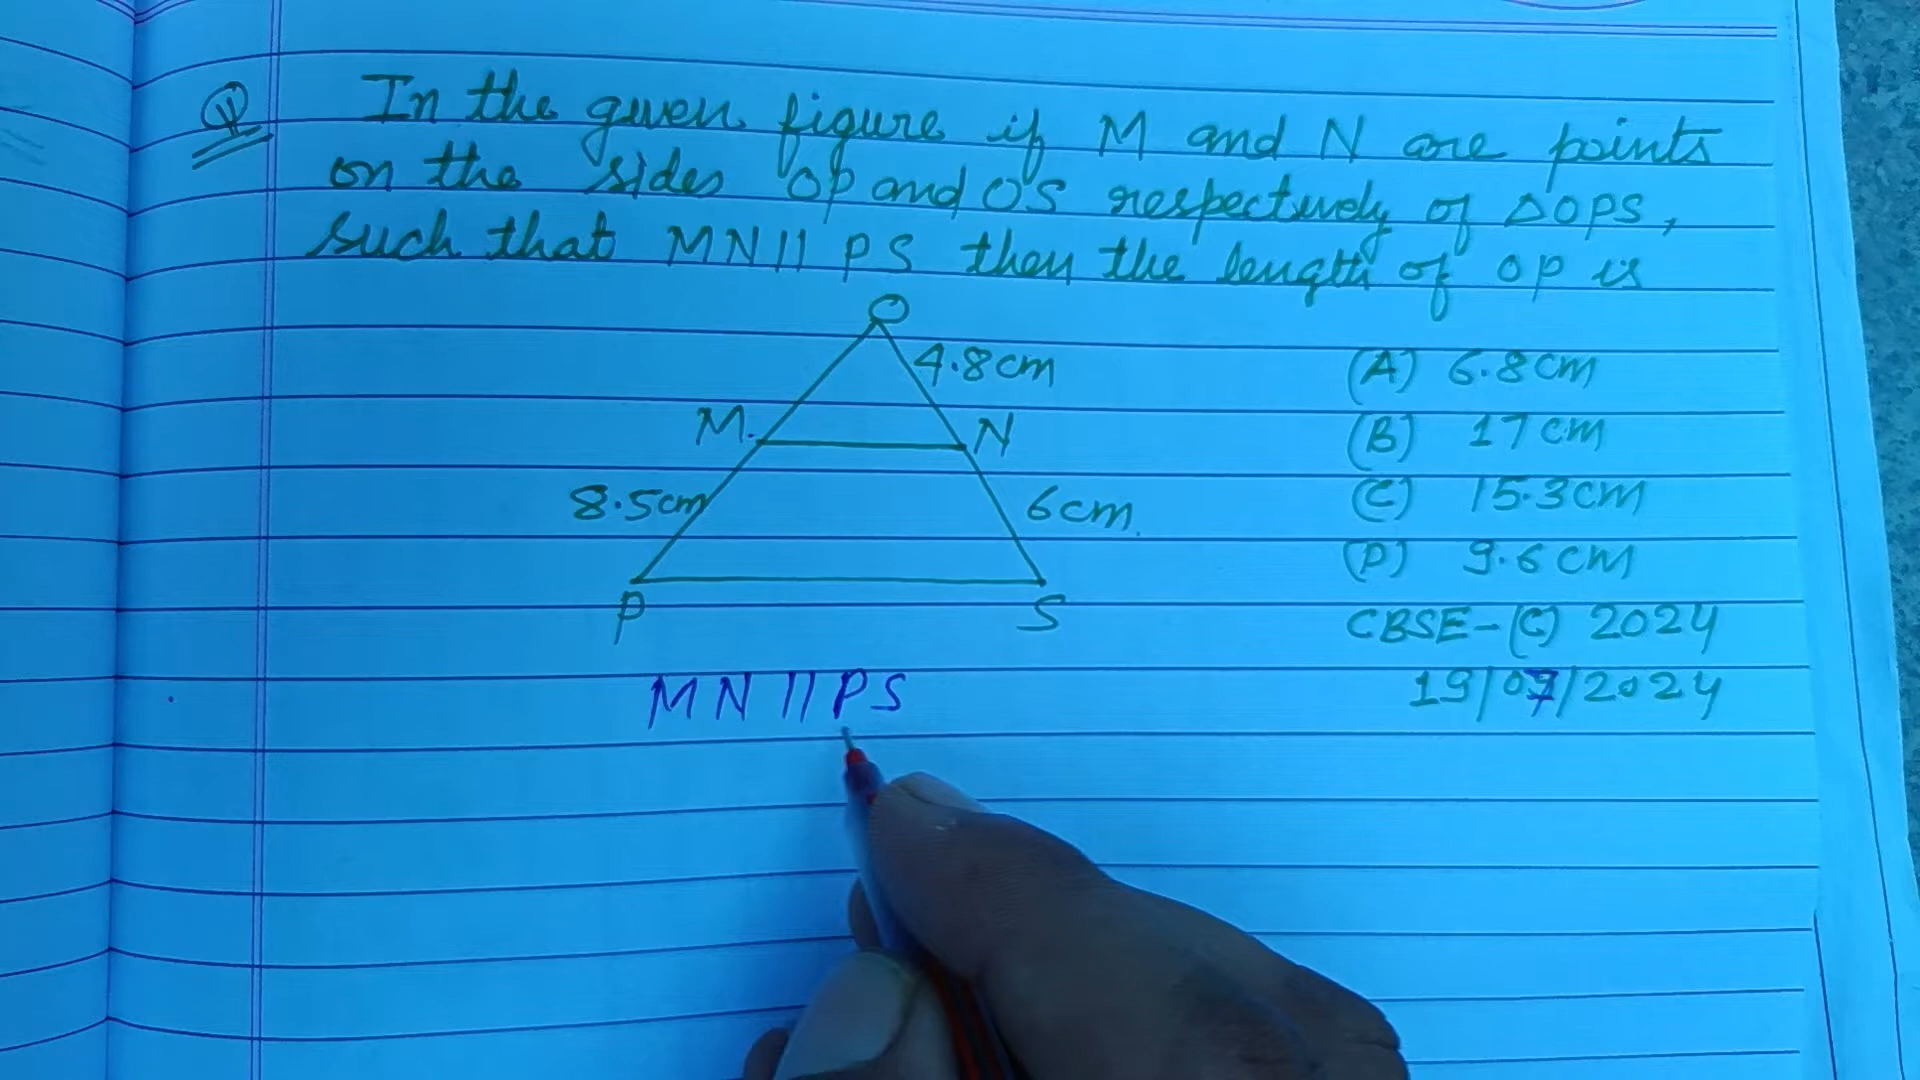 Q In the given figure if M and N are points
on the sides OP and OS respectively of △OPS,
such that MN || PS then the length of OP is
O
4.8cm
M
N
8.5cm
6cm
P
S
(A) 6.8cm
(B) 17cm
(C) 15.3cm
(D) 9.6cm
CBSE-(C) 2024
19/07/2024
MN || PS